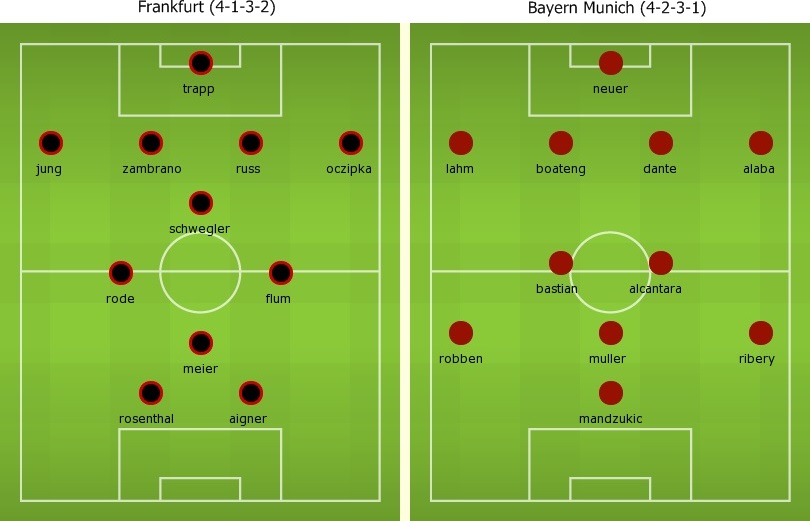 Frankfurt (4-1-3-2)
trapp
jung
zambrano
russ
oczipka
schwegler
rode
flum
meier
rosenthal
aigner
Bayern Munich (4-2-3-1)
neuer
lahm
boateng
dante
alaba
bastian
alcantara
robben
muller
ribery
mandzukic